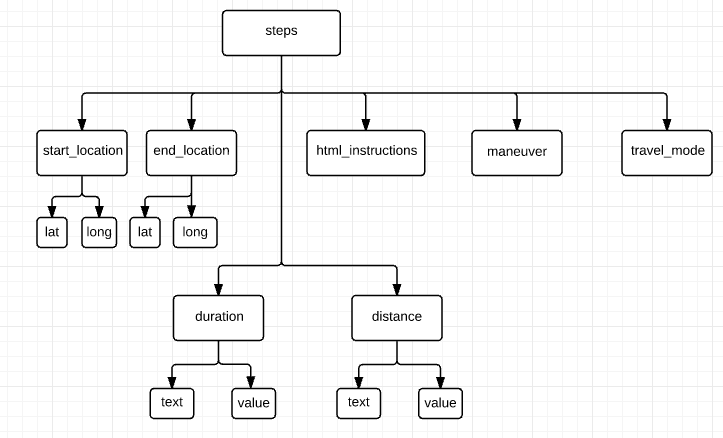 steps
start_location
end_location
html_instructions
maneuver
travel_mode
lat
long
lat
long
duration
distance
text
value
text
value